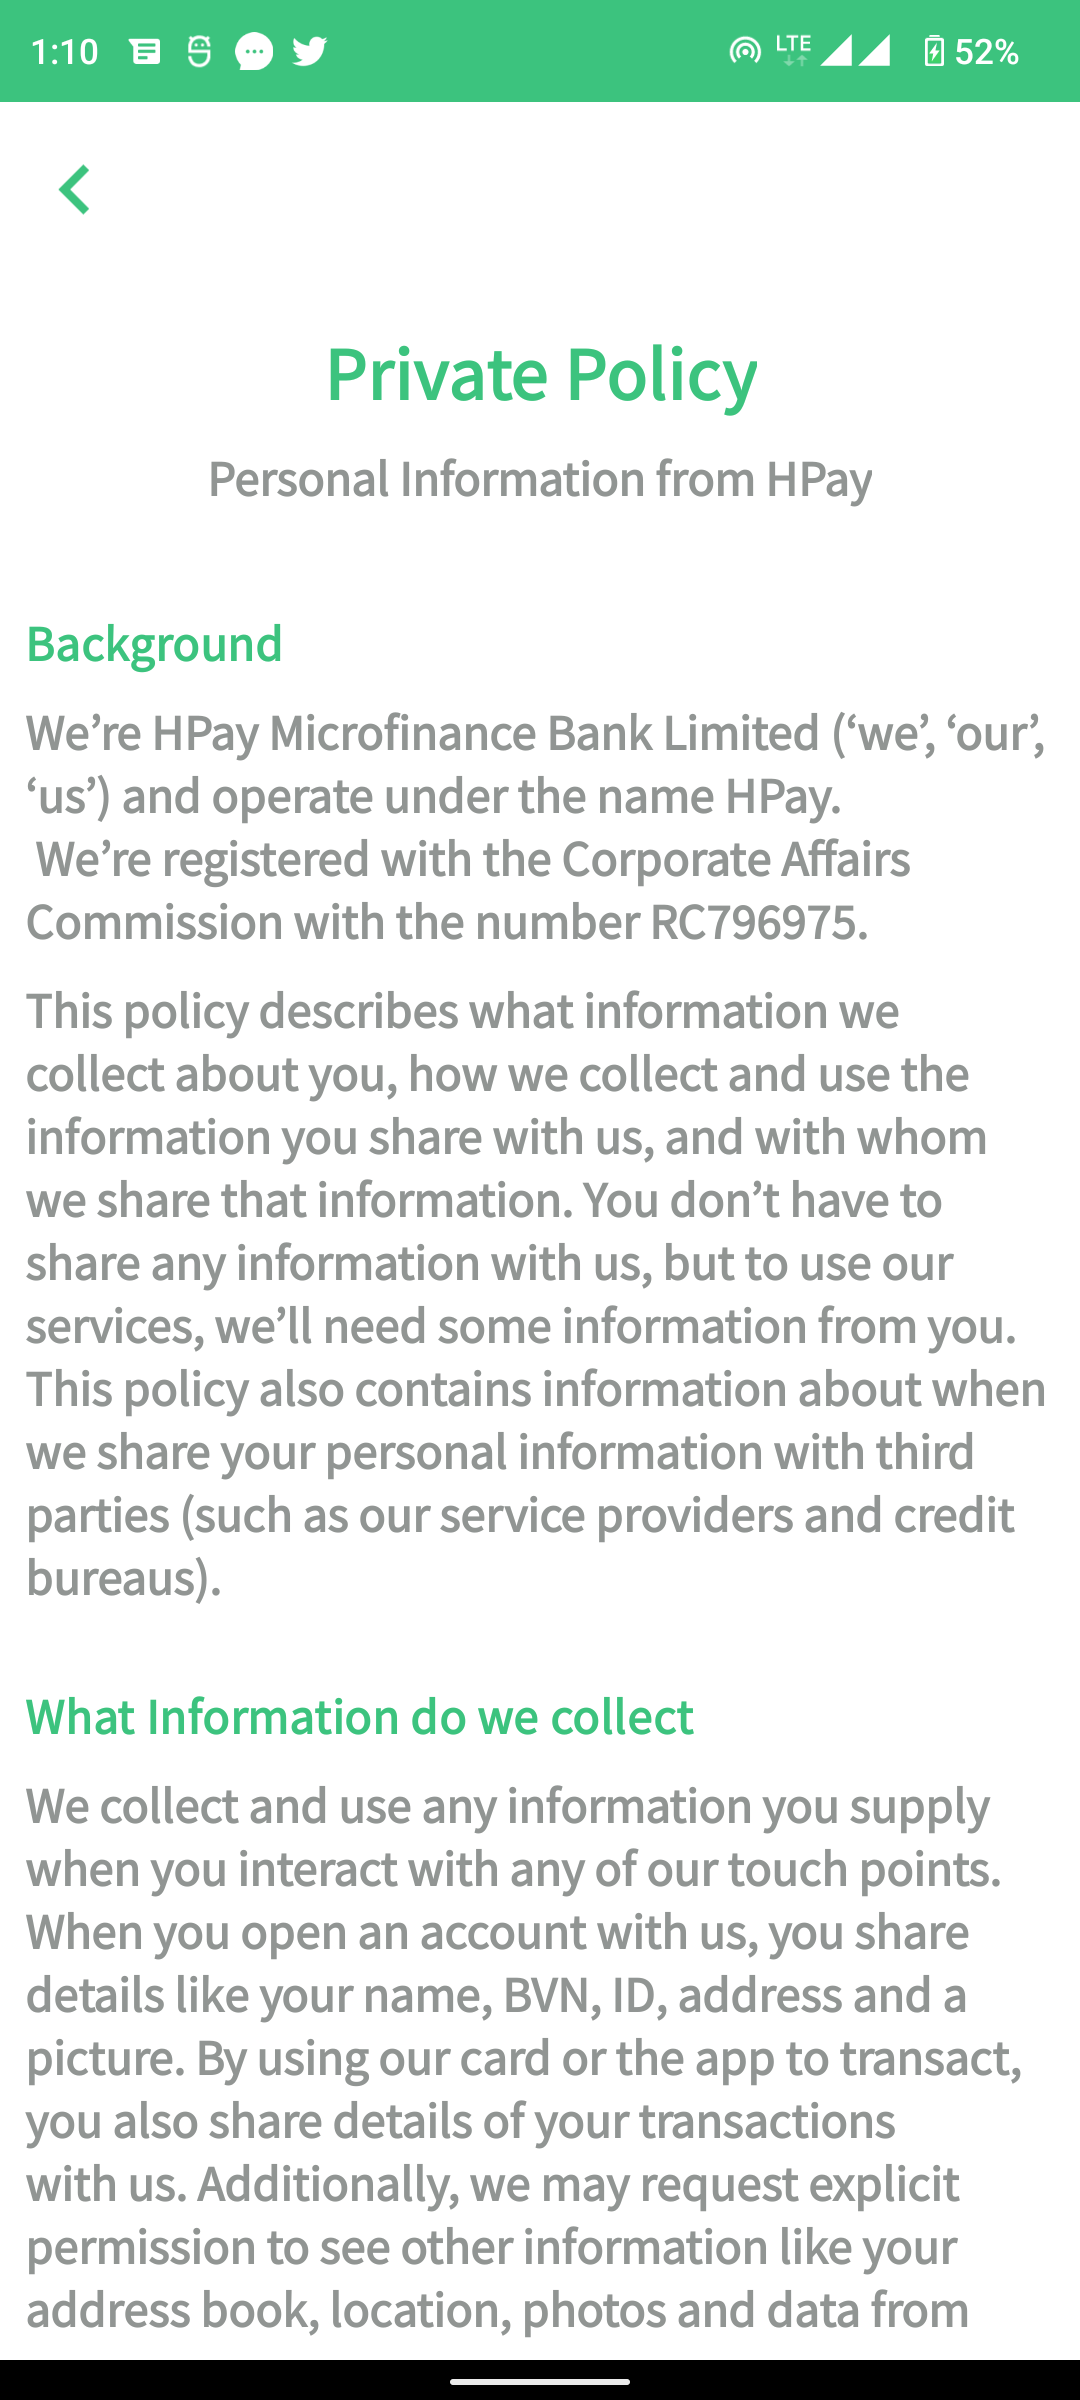 1:10 LTE 52%
Private Policy
Personal Information from HPay
Background
We’re HPay Microfinance Bank Limited (‘we’, ‘our’,
‘us’) and operate under the name HPay.
We’re registered with the Corporate Affairs
Commission with the number RC796975.
This policy describes what information we
collect about you, how we collect and use the
information you share with us, and with whom
we share that information. You don’t have to
share any information with us, but to use our
services, we’ll need some information from you.
This policy also contains information about when
we share your personal information with third
parties (such as our service providers and credit
bureaus).
What Information do we collect
We collect and use any information you supply
when you interact with any of our touch points.
When you open an account with us, you share
details like your name, BVN, ID, address and a
picture. By using our card or the app to transact,
you also share details of your transactions
with us. Additionally, we may request explicit
permission to see other information like your
address book, location, photos and data from